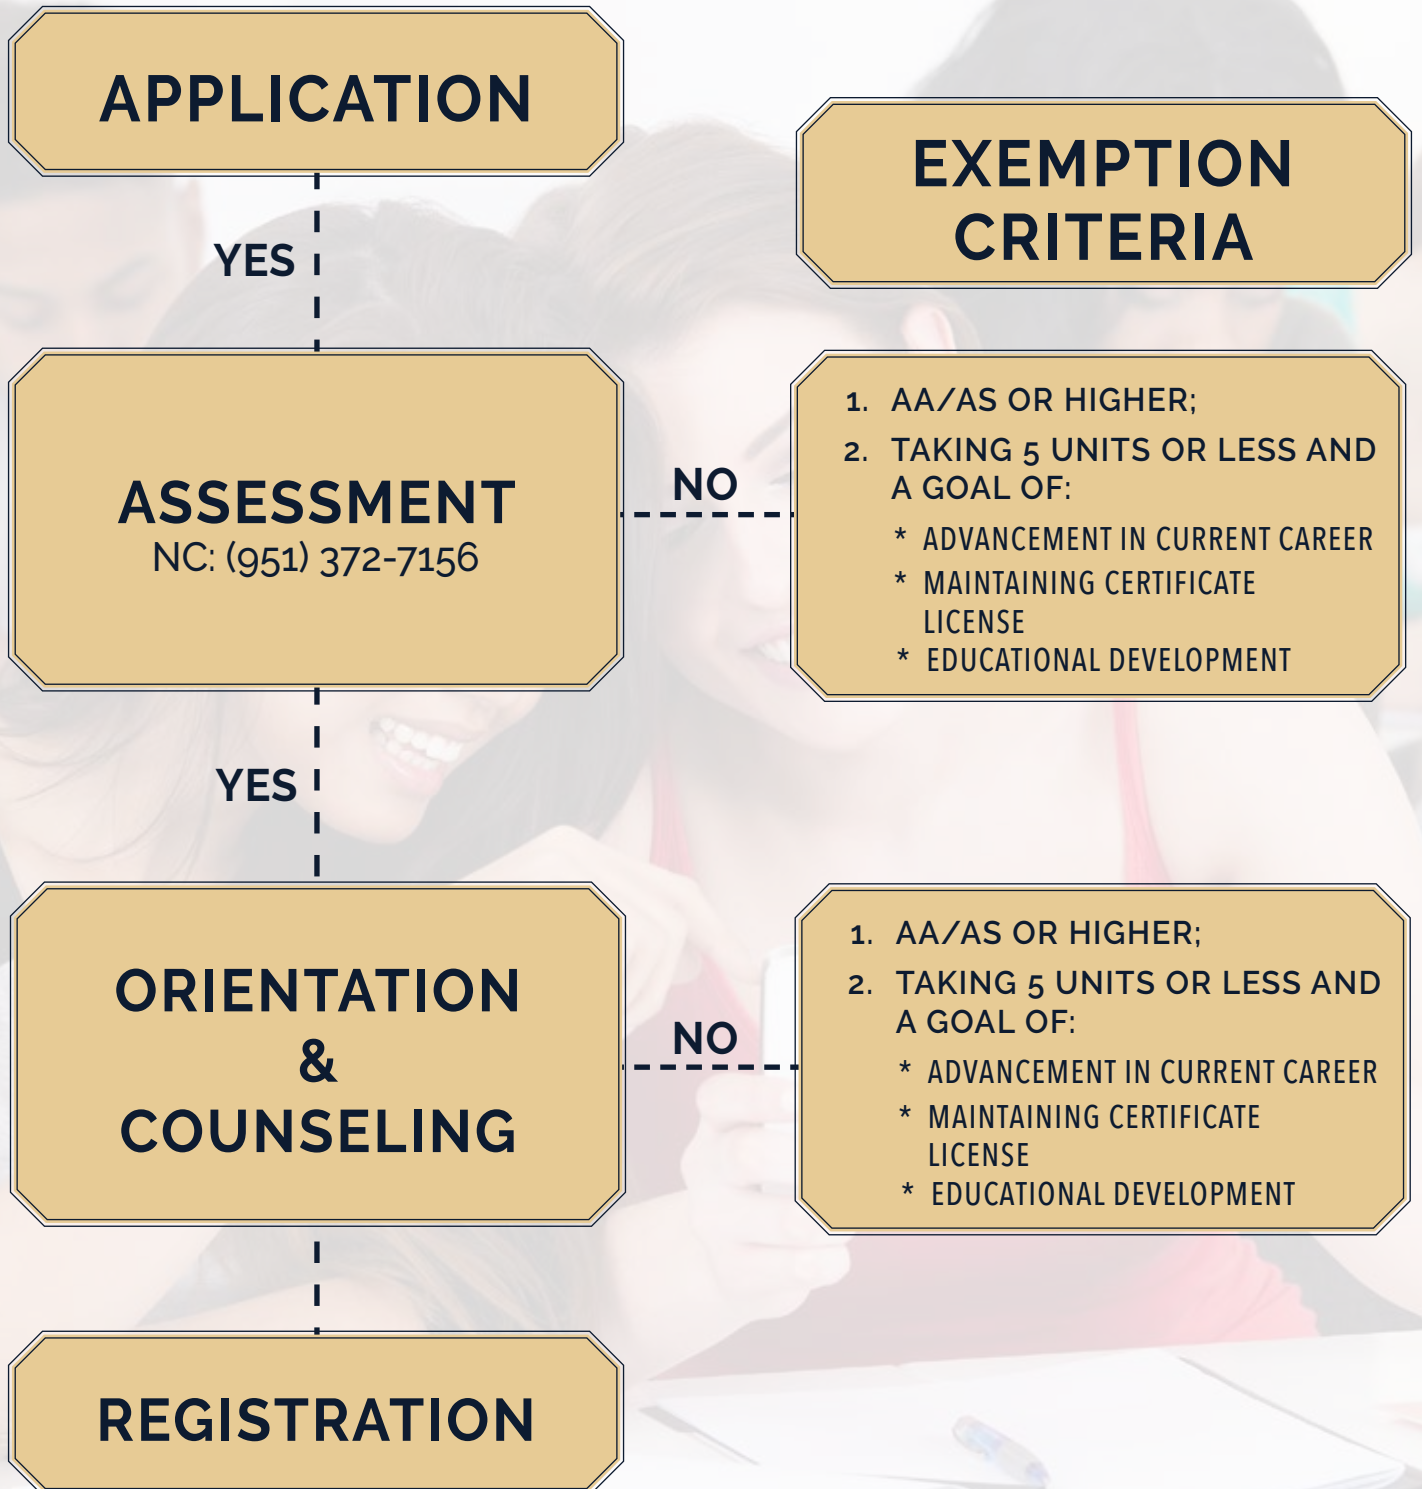 APPLICATION
EXEMPTION
CRITERIA
YES
ASSESSMENT
NC: (951) 372-7156
NO
1. AA/AS OR HIGHER;
2. TAKING 5 UNITS OR LESS AND
A GOAL OF:
* ADVANCEMENT IN CURRENT CAREER
* MAINTAINING CERTIFICATE
LICENSE
* EDUCATIONAL DEVELOPMENT
YES
ORIENTATION
&
COUNSELING
NO
1. AA/AS OR HIGHER;
2. TAKING 5 UNITS OR LESS AND
A GOAL OF:
* ADVANCEMENT IN CURRENT CAREER
* MAINTAINING CERTIFICATE
LICENSE
* EDUCATIONAL DEVELOPMENT
REGISTRATION